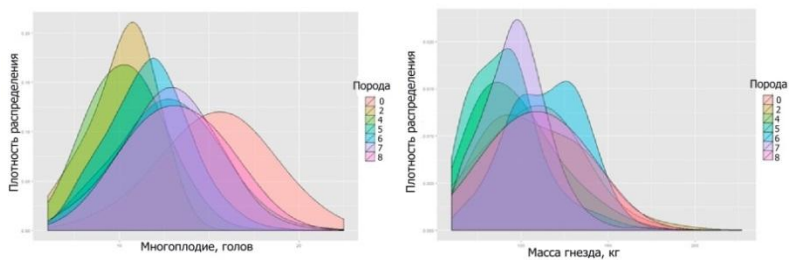 Плотность распределения
Порода
0
2
4
5
6
7
8
Многоплодие, голов
Плотность распределения
Порода
0
2
4
5
6
7
8
Масса гнезда, кг